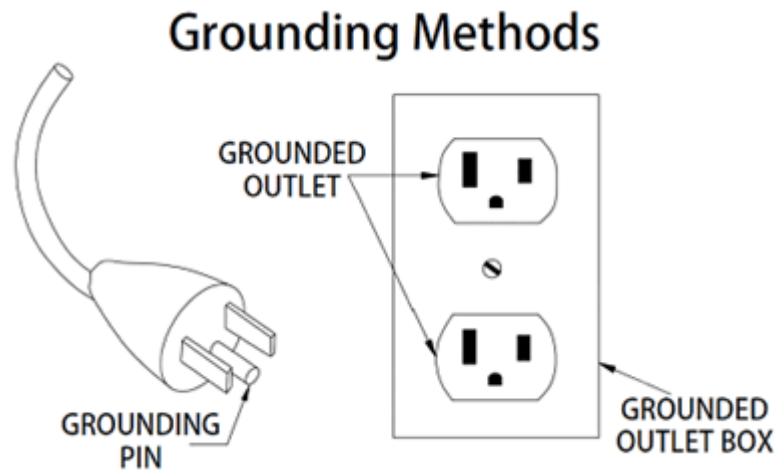 Grounding Methods
GROUNDED
OUTLET
GROUNDING
PIN
GROUNDED
OUTLET BOX